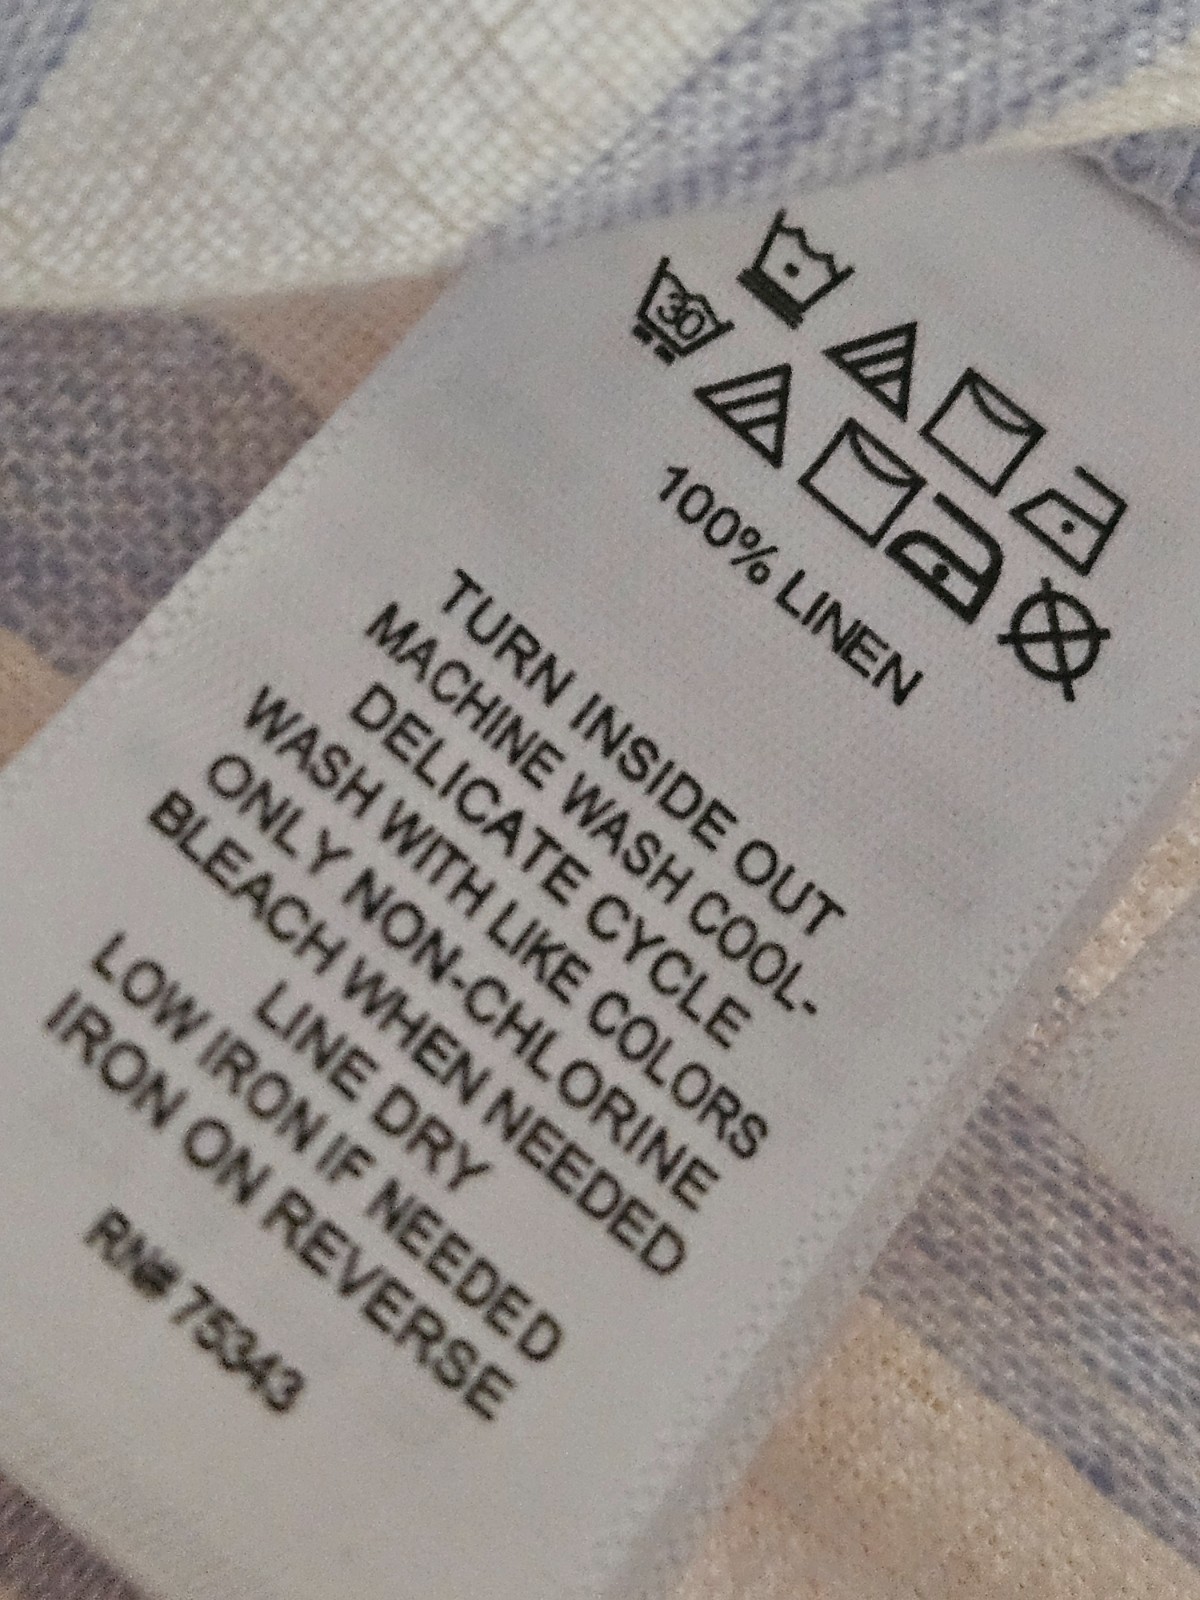 30
100% LINEN
TURN INSIDE OUT
MACHINE WASH COOL-
DELICATE CYCLE
WASH WITH LIKE COLORS
ONLY NON-CHLORINE
BLEACH WHEN NEEDED
LINE DRY
LOW IRON IF NEEDED
IRON ON REVERSE
RN# 75343